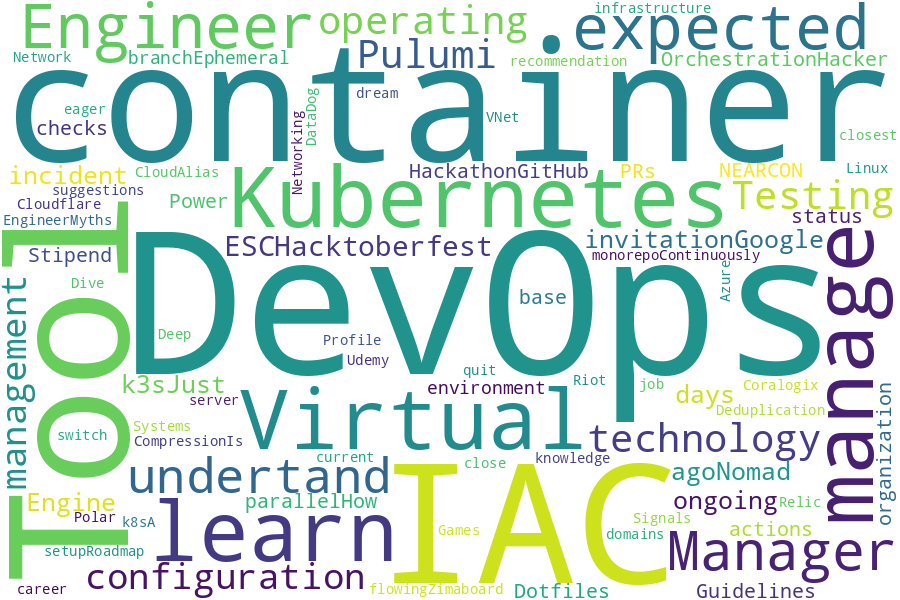 infrastructure
Engineer
operating
expected
Network
branchEphemeral
Pulumi
recommendation
OrchestrationHacker
container
eager
checks
DataDog
dream
VNet
closest
Networking
incident
CloudAlias
HackathonGitHub
PRs
NEARCON
Linux
suggestions
Cloudflare
EngineerMyths
Power
Kubernetes
Testing
status
Stipend
ESCHacktoberfest
invitationGoogle
monorepoContinuously
Tool
Dive
DevOps
base
Azure
manage
management
Deep
Profile
Udemy
k3sJust
server
quit
environment
Riot
job
days
Coralogix
Deduplication
organization
switch
Systems
CompressionIs
Virtual
technology
current
close
knowledge
undertand
IAC
agoNomad
Engine
Polar
k8sA
parallelHow
learn
ongoing
Relic
Signals
actions
Games
domains
setupRoadmap
Manager
career
configuration
flowingZimaboard
Dotfiles
Guidelines